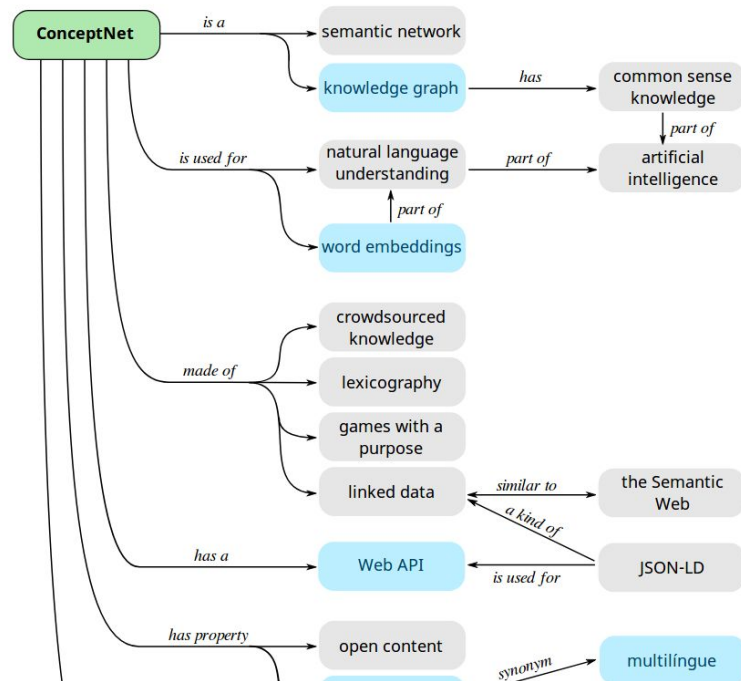 ConceptNet
is a
semantic network
knowledge graph
has
common sense
knowledge
part of
is used for
natural language
understanding
part of
artificial
intelligence
part of
word embeddings
made of
crowdsourced
knowledge
lexicography
games with a
purpose
linked data
similar to
the Semantic
Web
a kind of
has a
Web API
is used for
JSON-LD
has property
open content
synonym
multilíngue